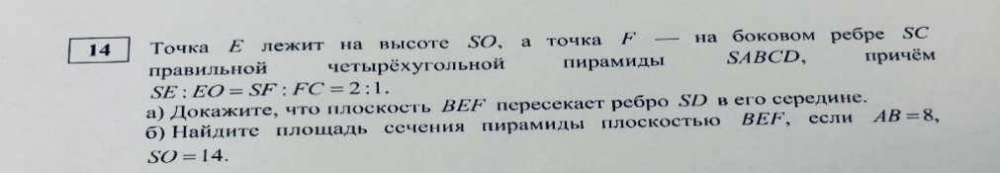 14 Точка E лежит на высоте SO, а точка F — на боковом ребре SC
правильной четырёхугольной пирамиды SABCD, причём
SE : EO = SF : FC = 2 : 1.
а) Докажите, что плоскость BEF пересекает ребро SD в его середине.
б) Найдите площадь сечения пирамиды плоскостью BEF, если AB = 8,
SO = 14.